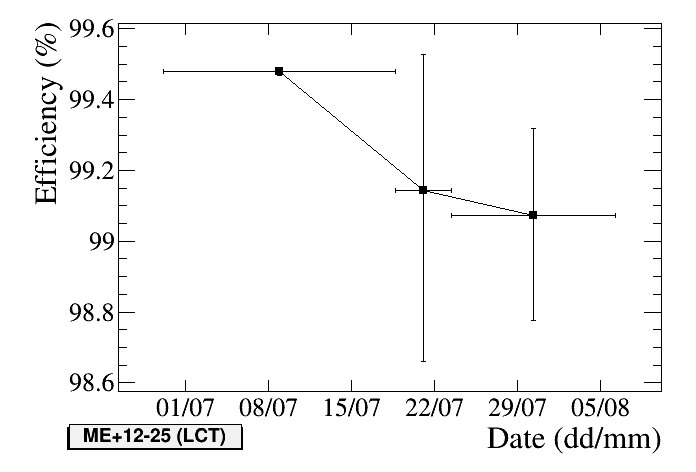 Efficiency (%)
99.6
99.4
99.2
99
98.8
98.6
01/07 08/07 15/07 22/07 29/07 05/08
ME+12-25 (LCT)
Date (dd/mm)